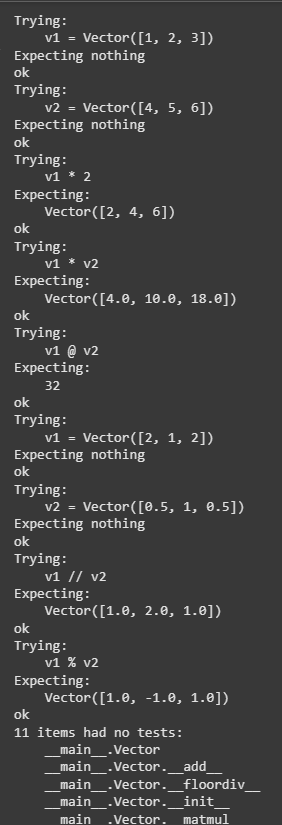 Trying:
    v1 = Vector([1, 2, 3])
Expecting nothing
ok
Trying:
    v2 = Vector([4, 5, 6])
Expecting nothing
ok
Trying:
    v1 * 2
Expecting:
    Vector([2, 4, 6])
ok
Trying:
    v1 * v2
Expecting:
    Vector([4.0, 10.0, 18.0])
ok
Trying:
    v1 @ v2
Expecting:
    32
ok
Trying:
    v1 = Vector([2, 1, 2])
Expecting nothing
ok
Trying:
    v2 = Vector([0.5, 1, 0.5])
Expecting nothing
ok
Trying:
    v1 // v2
Expecting:
    Vector([1.0, 2.0, 1.0])
ok
Trying:
    v1 % v2
Expecting:
    Vector([1.0, -1.0, 1.0])
ok
11 items had no tests:
    __main__.Vector
    __main__.Vector.__add__
    __main__.Vector.__floordiv__
    __main__.Vector.__init__
    __main__.Vector.__matmul__